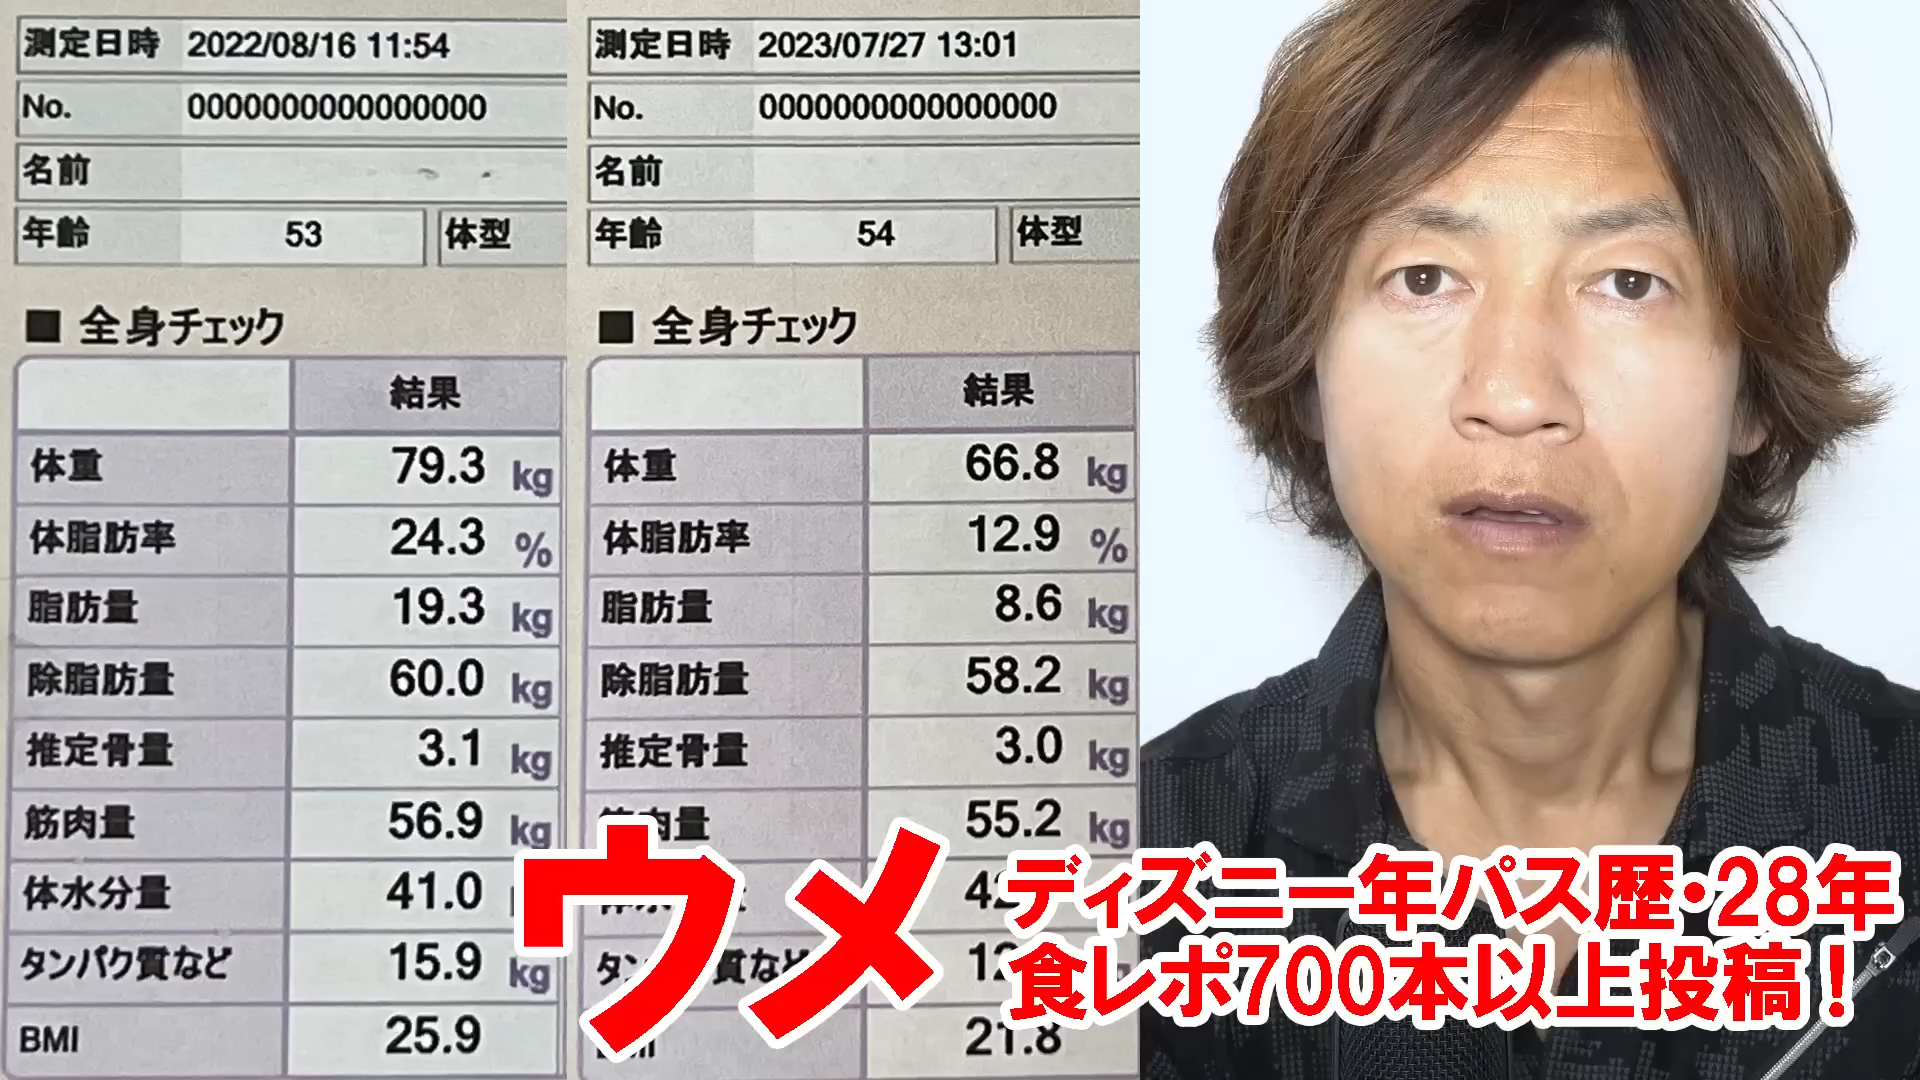 測定日時 2022/08/16 11:54
No. 0000000000000000
名前
年齢 53 体型
■ 全身チェック
結果
体重 79.3 kg
体脂肪率 24.3 %
脂肪量 19.3 kg
除脂肪量 60.0 kg
推定骨量 3.1 kg
筋肉量 56.9 kg
体水分量 41.0
タンパク質など 15.9 kg
BMI 25.9
測定日時 2023/07/27 13:01
No. 0000000000000000
名前
年齢 54 体型
■ 全身チェック
結果
体重 66.8 kg
体脂肪率 12.9 %
脂肪量 8.6 kg
除脂肪量 58.2 kg
推定骨量 3.0 kg
肉量 55.2 kg
21.8
ウメ
ディズニー年パス歴・28年
食レポ700本以上投稿！